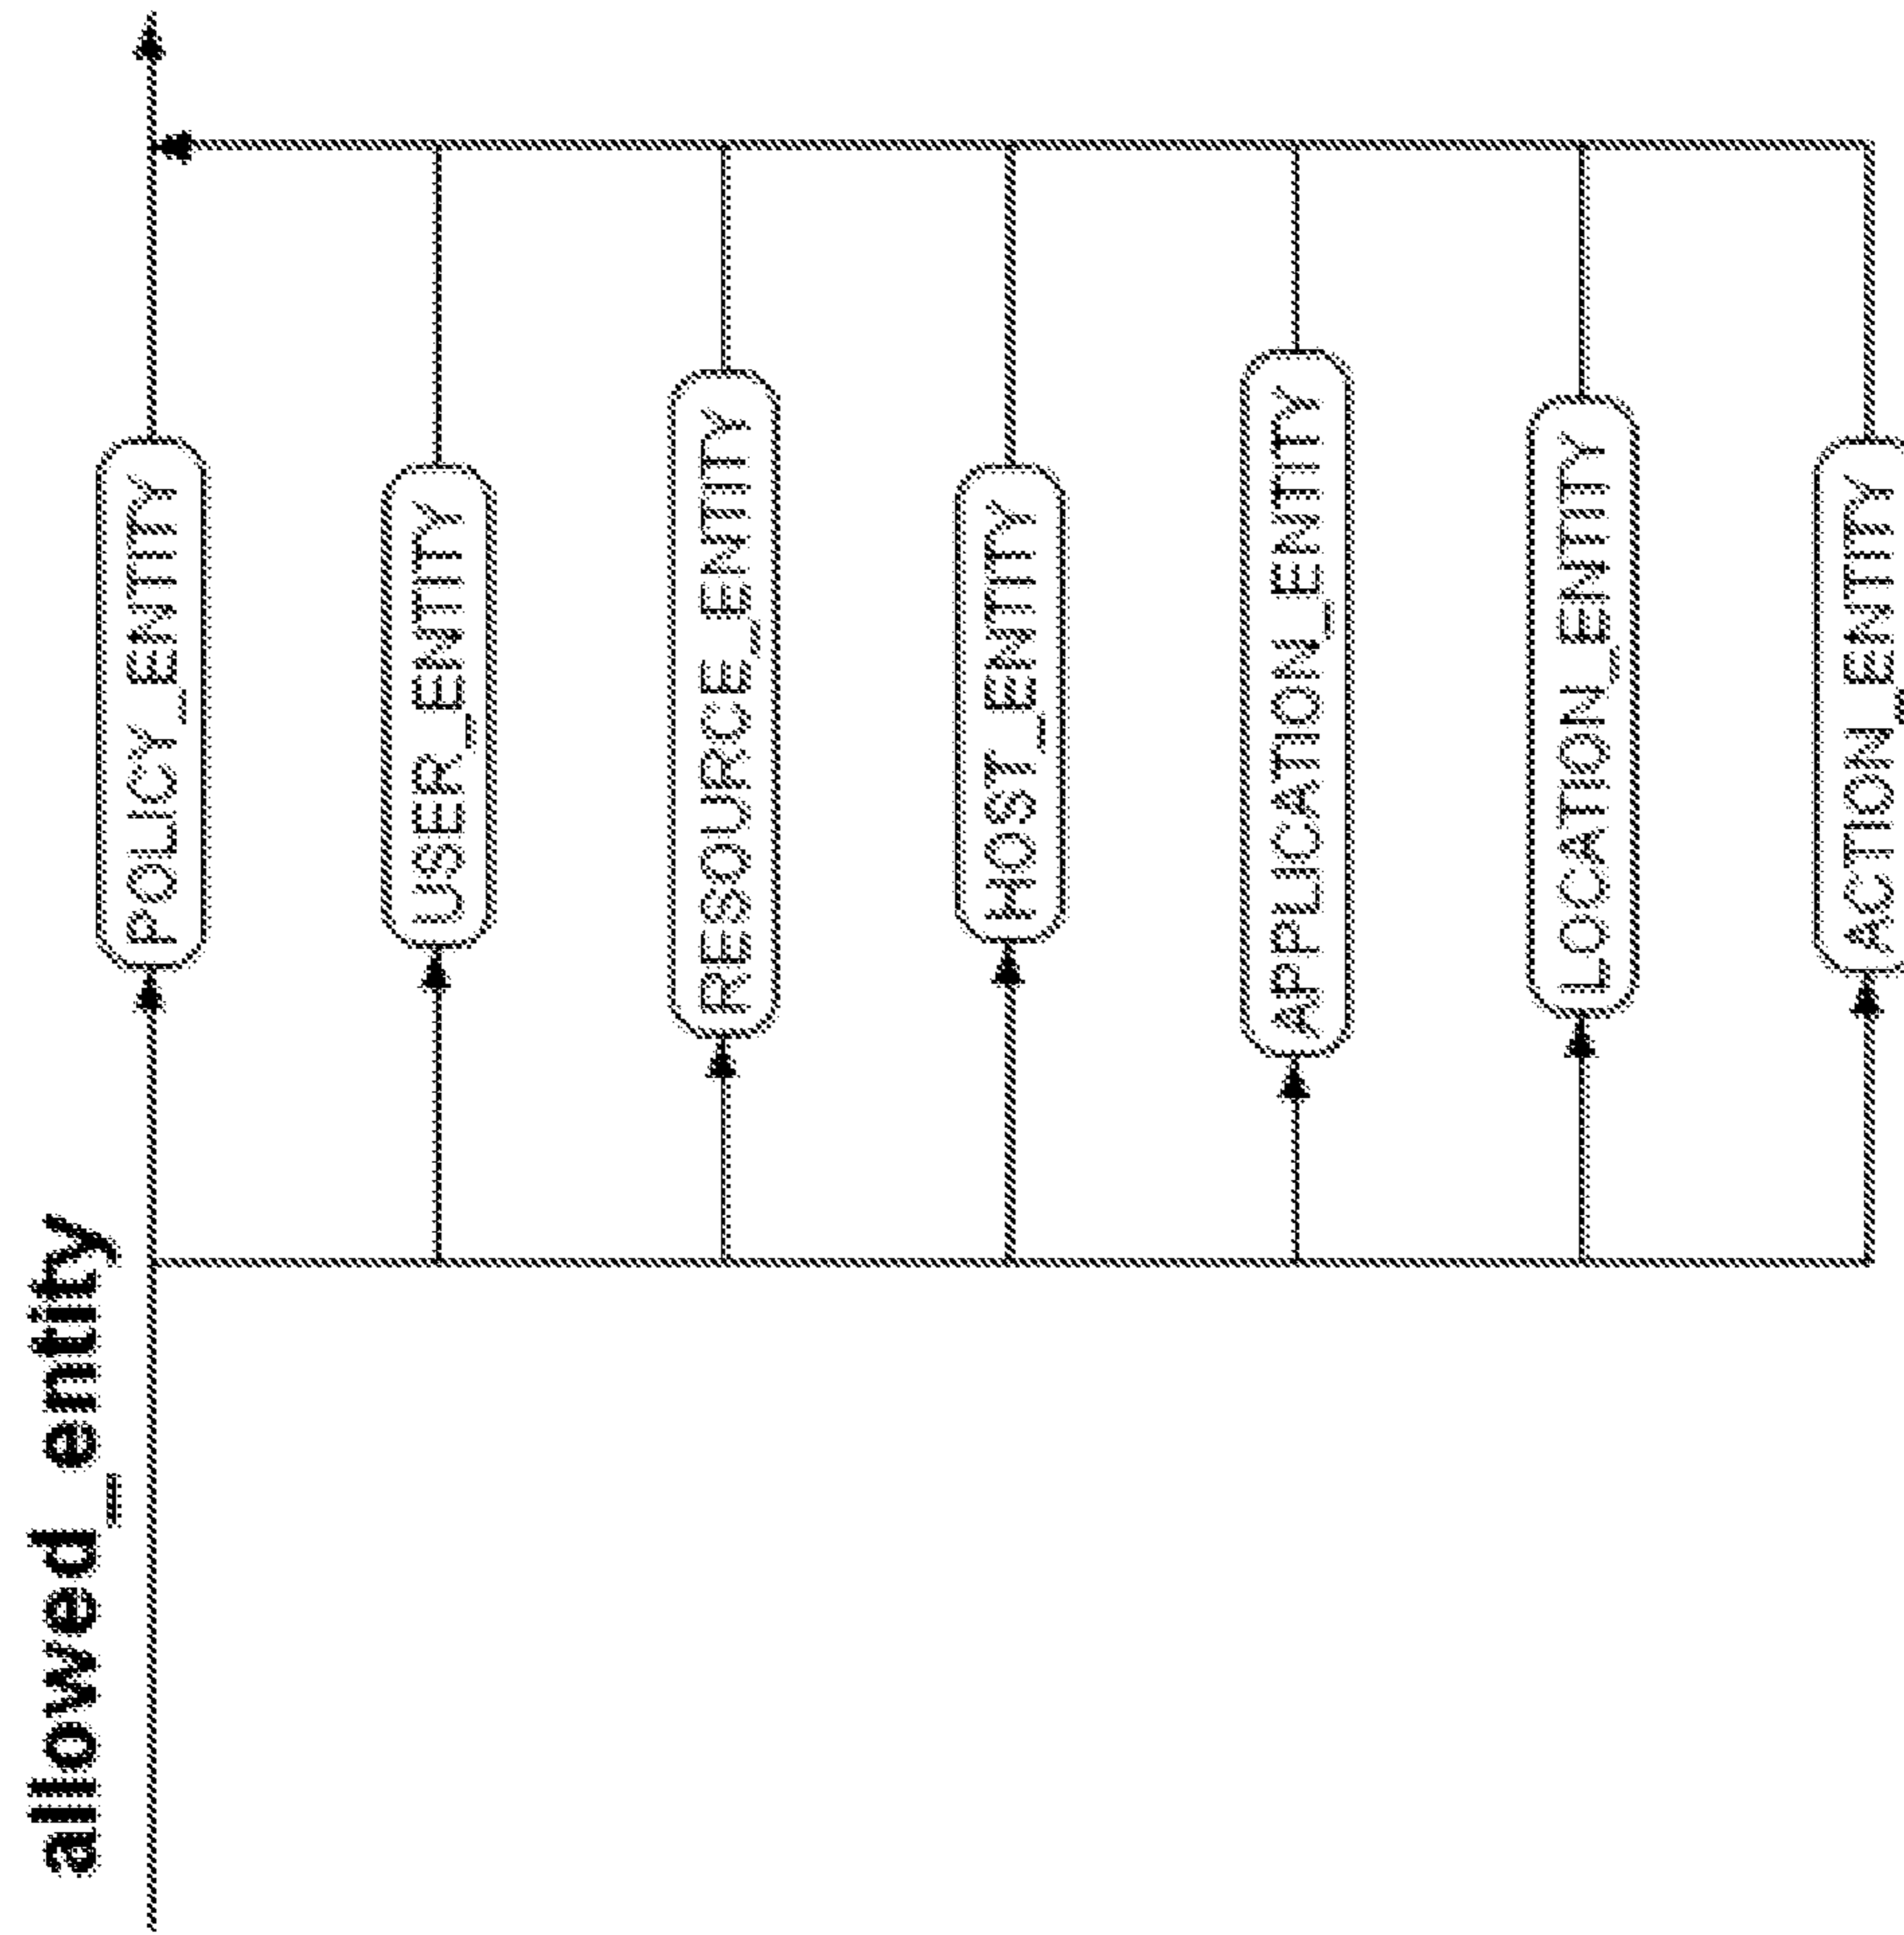 allowed_entity
POLICY_ENTITY
USER_ENTITY
RESOURCE_ENTITY
HOST_ENTITY
APPLICATION_ENTITY
LOCATION_ENTITY
ACTION_ENTITY